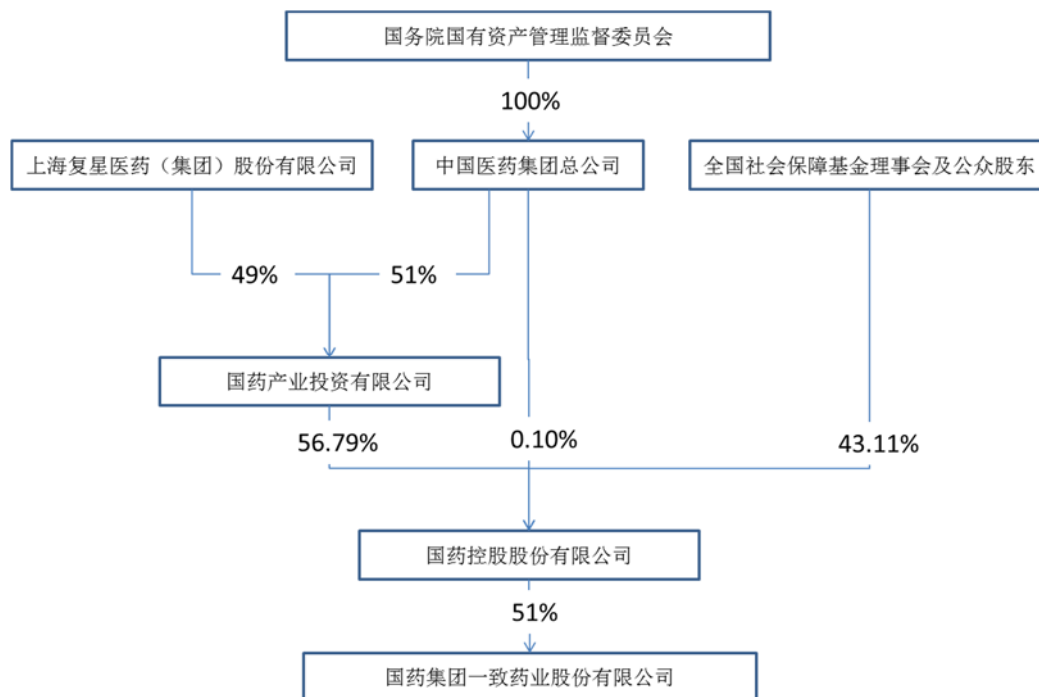 国务院国有资产管理监督委员会
100%
上海复星医药（集团）股份有限公司
中国医药集团总公司
全国社会保障基金理事会及公众股东
49%
51%
国药产业投资有限公司
56.79%
0.10%
43.11%
国药控股股份有限公司
51%
国药集团一致药业股份有限公司